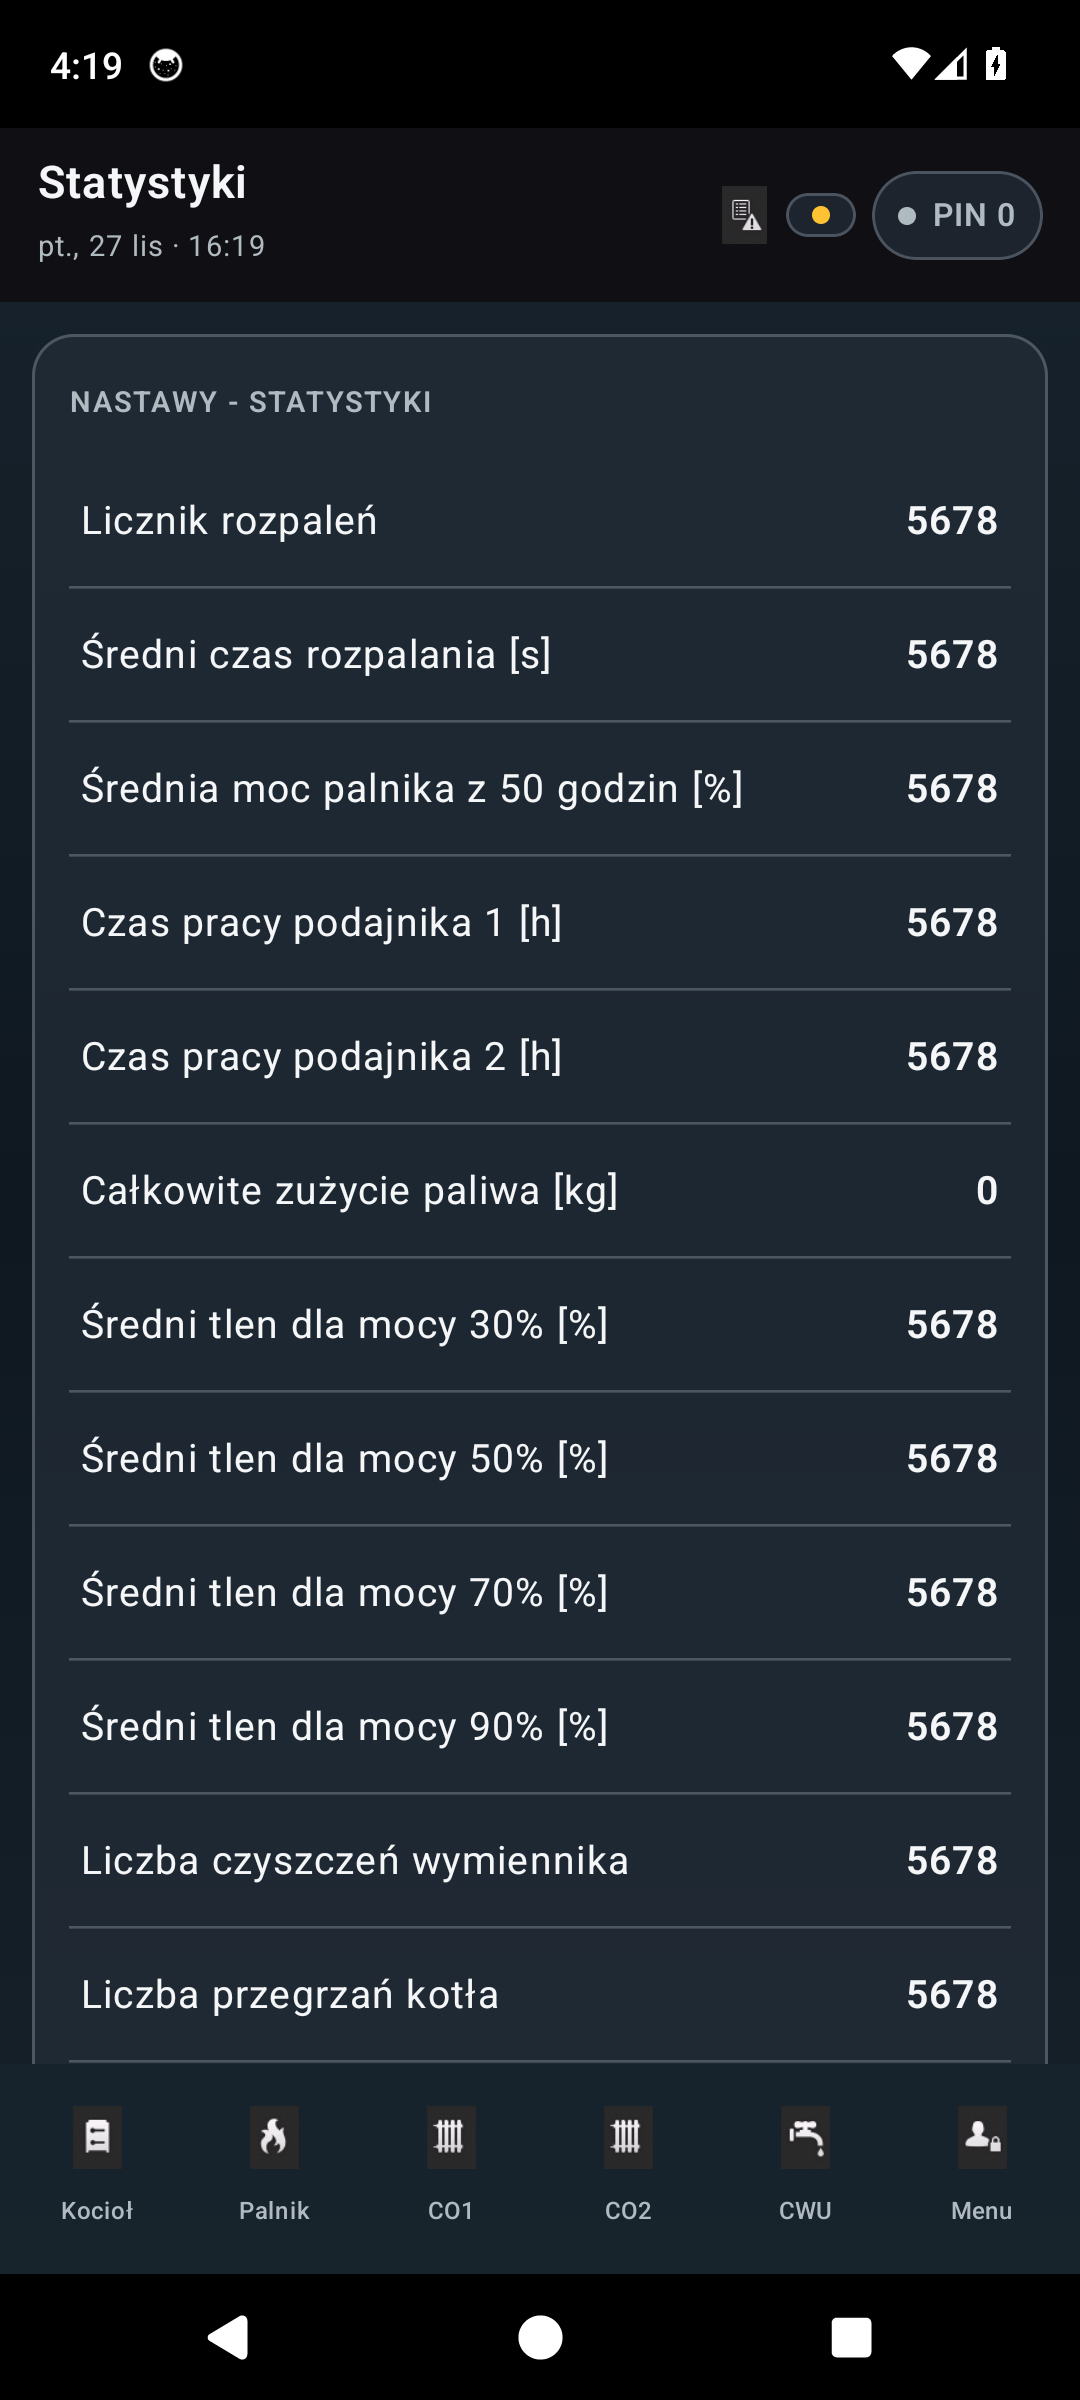 4:19
Statystyki
pt., 27 lis · 16:19
PIN 0
NASTAWY - STATYSTYKI
Licznik rozpaleń 5678
Średni czas rozpalania [s] 5678
Średnia moc palnika z 50 godzin [%] 5678
Czas pracy podajnika 1 [h] 5678
Czas pracy podajnika 2 [h] 5678
Całkowite zużycie paliwa [kg] 0
Średni tlen dla mocy 30% [%] 5678
Średni tlen dla mocy 50% [%] 5678
Średni tlen dla mocy 70% [%] 5678
Średni tlen dla mocy 90% [%] 5678
Liczba czyszczeń wymiennika 5678
Liczba przegrzań kotła 5678
Kocioł Palnik CO1 CO2 CWU Menu